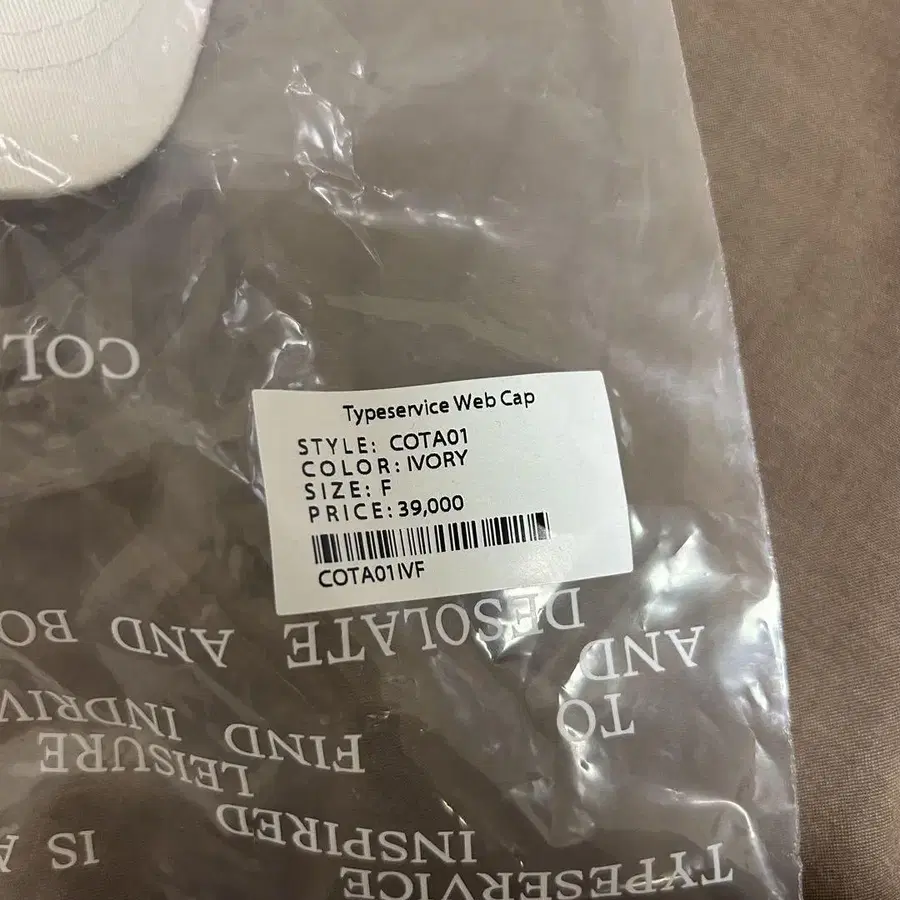 COL
Typeservice Web Cap
STYLE: COTA01
COLOR: IVORY
SIZE: F
PRICE: 39,000
COTA01IVF
DESOLATE AND BO
AND
TO
FIND INDRIV
LEISURE
INSPIRED
IS A
TYPESERVICE